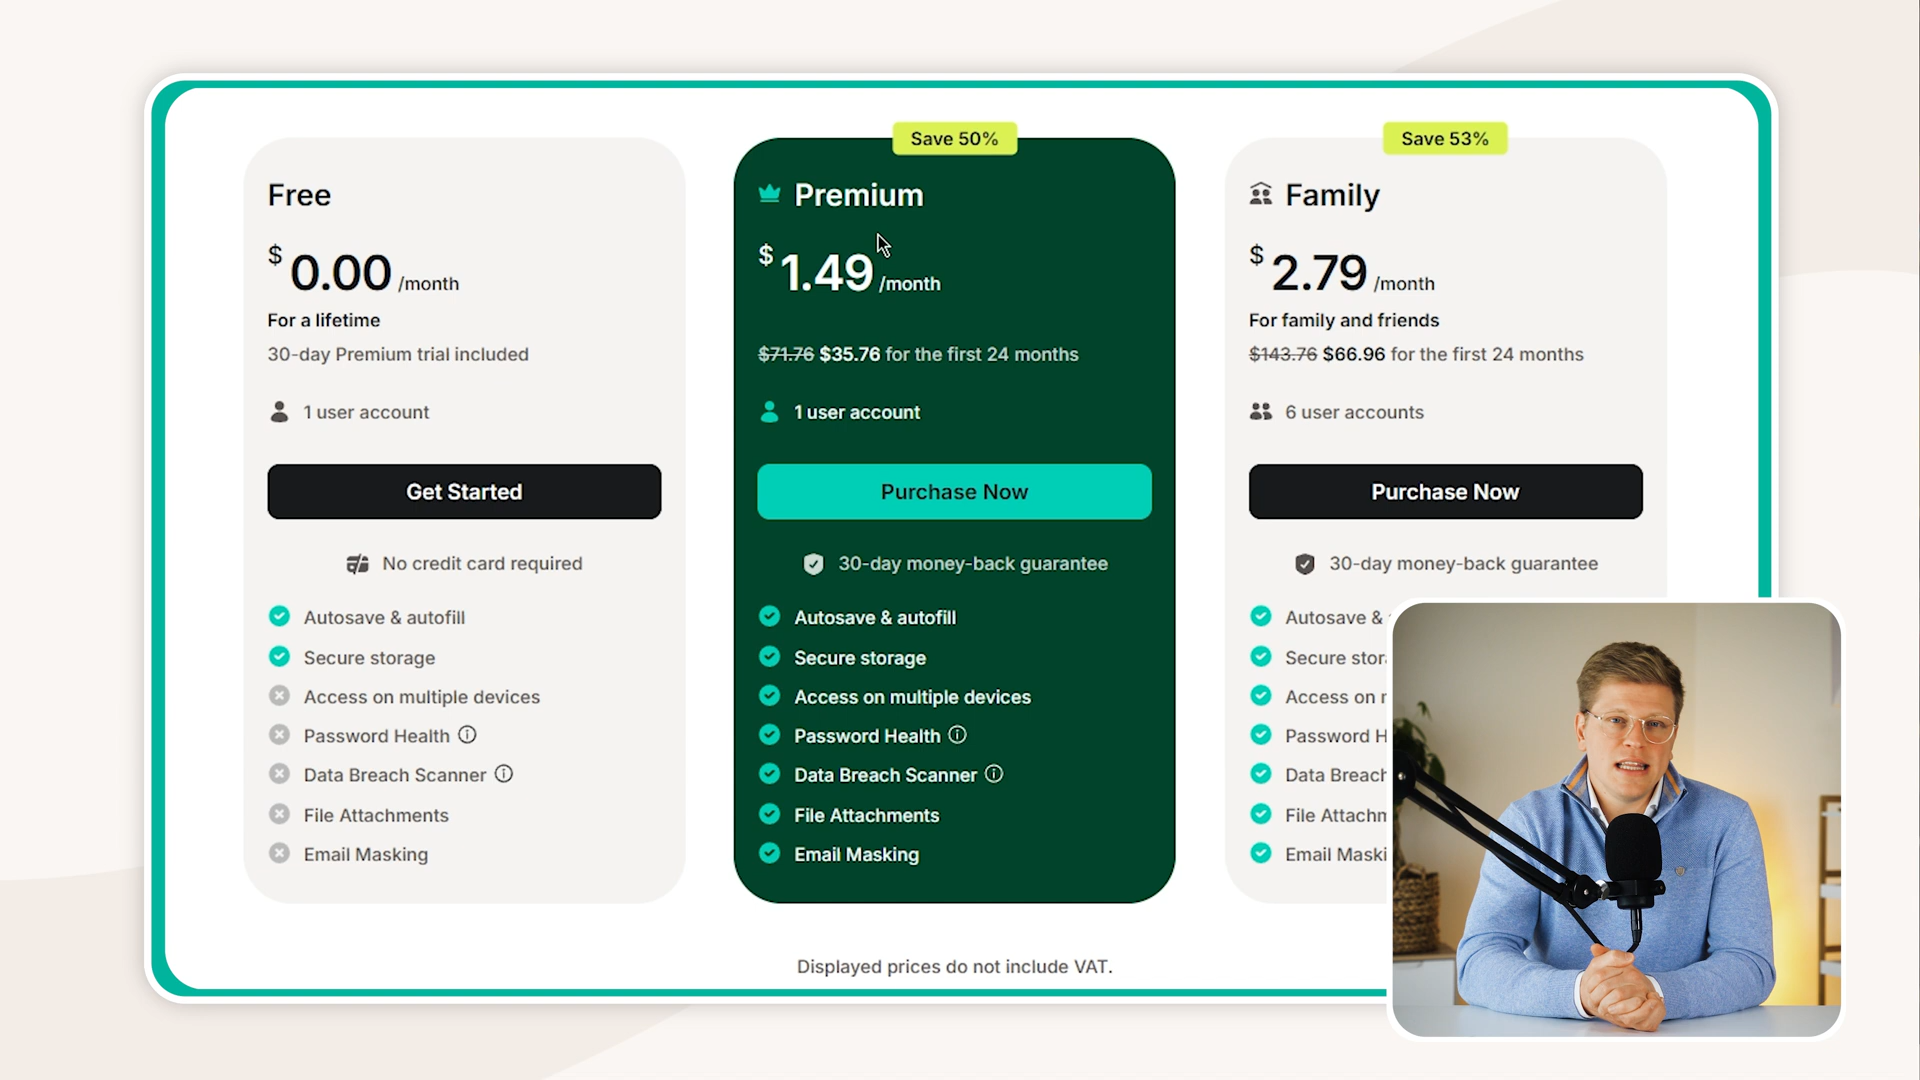 Free
$0.00 /month
For a lifetime
30-day Premium trial included
1 user account
Get Started
No credit card required
Autosave & autofill
Secure storage
Access on multiple devices
Password Health
Data Breach Scanner
File Attachments
Email Masking
Save 50%
Premium
$1.49 /month
$71.76 $35.76 for the first 24 months
1 user account
Purchase Now
30-day money-back guarantee
Autosave & autofill
Secure storage
Access on multiple devices
Password Health
Data Breach Scanner
File Attachments
Email Masking
Save 53%
Family
$2.79 /month
For family and friends
$143.76 $66.96 for the first 24 months
6 user accounts
Purchase Now
30-day money-back guarantee
Autosave &
Secure
Access on
Password
Data Breach
File
Email
Displayed prices do not include VAT.